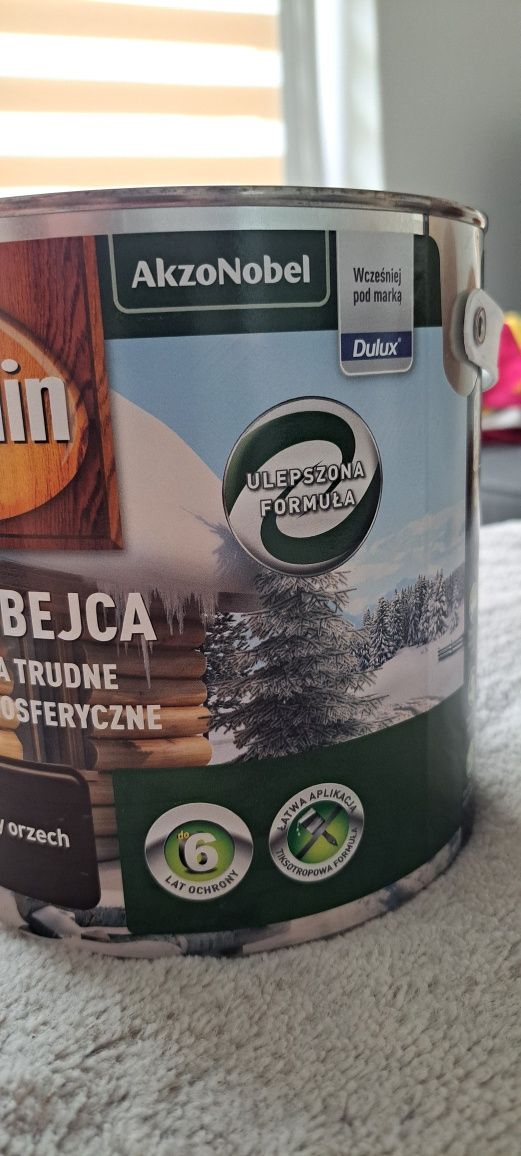 AkzoNobel
Wcześniej
pod marką
Dulux
in
ULEPSZONA
FORMUŁA
BEJCA
A TRUDNE
OSFERYCZNE
y orzech
do
6
LAT OCHRONY
ŁATWA APLIKACJA
TIKSOTROPOWA FORMUŁA